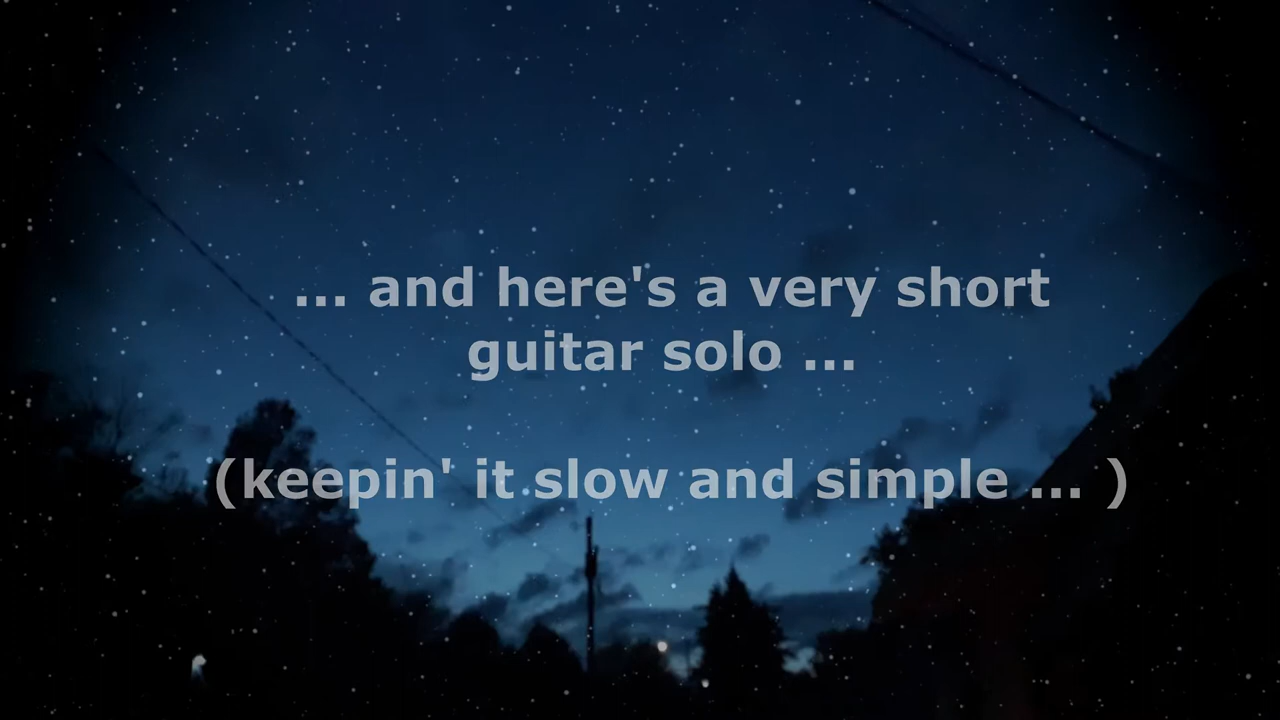 ... and here's a very short
guitar solo ...
(keepin' it slow and simple ... )